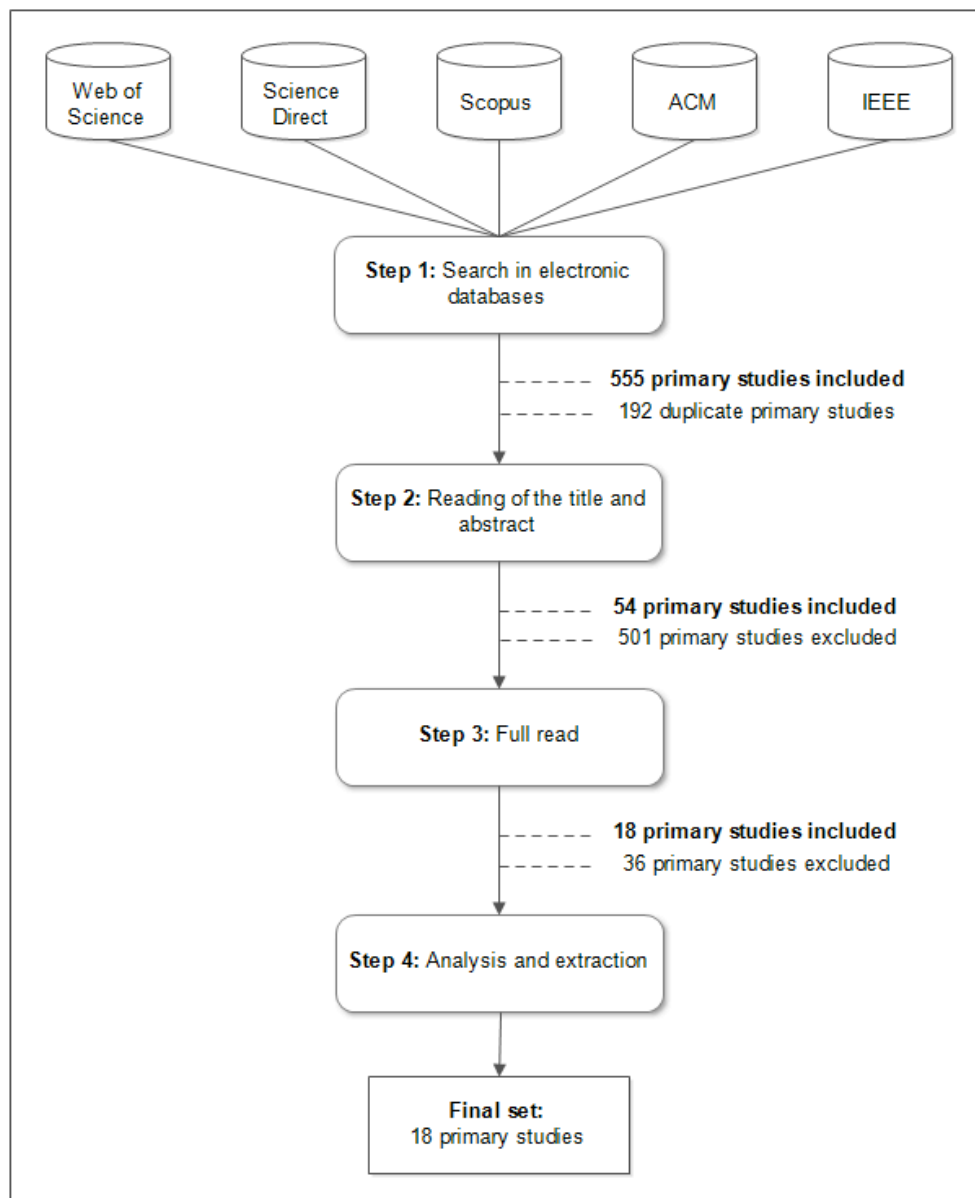 Web of
Science
Science
Direct
Scopus
ACM
IEEE
Step 1: Search in electronic
databases
555 primary studies included
192 duplicate primary studies
Step 2: Reading of the title and
abstract
54 primary studies included
501 primary studies excluded
Step 3: Full read
18 primary studies included
36 primary studies excluded
Step 4: Analysis and extraction
Final set:
18 primary studies